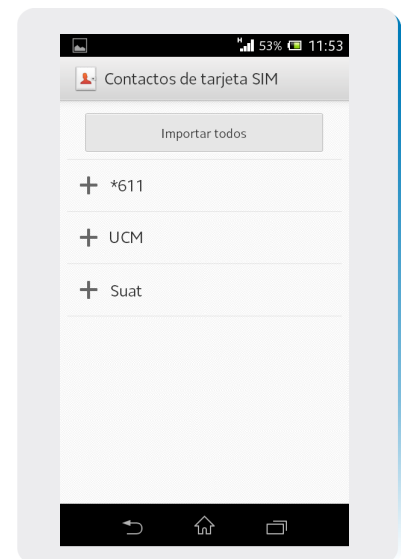 H 53% 11:53
Contactos de tarjeta SIM
Importar todos
*611
UCM
Suat